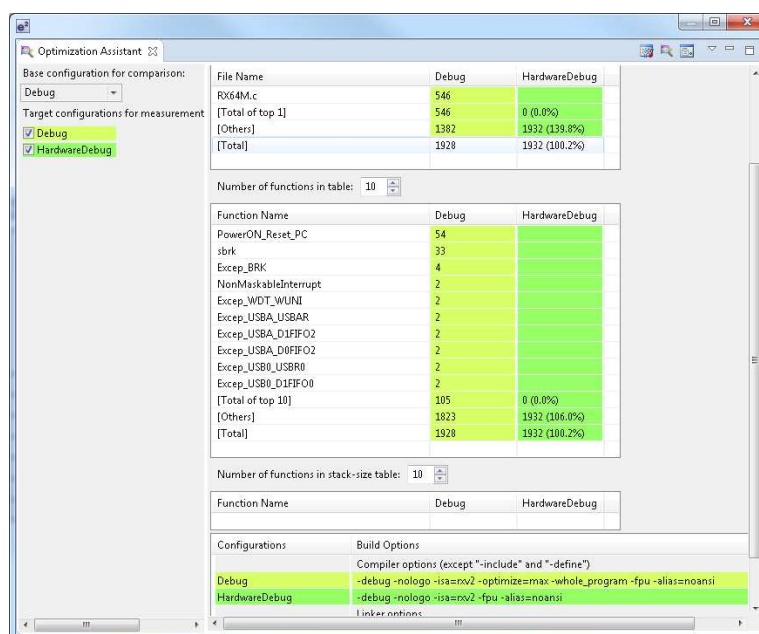 e²
Optimization Assistant
Base configuration for comparison:
Debug
Target configurations for measurement
Debug
HardwareDebug
File Name Debug HardwareDebug
RX64M.c 546
[Total of top 1] 546 0 (0.0%)
[Others] 1382 1932 (139.8%)
[Total] 1928 1932 (100.2%)
Number of functions in table: 10
Function Name Debug HardwareDebug
PowerON_Reset_PC 54
sbrk 33
Excep_BRK 4
NonMaskableInterrupt 2
Excep_WDT_WUNI 2
Excep_USBA_USBAR 2
Excep_USBA_D1FIFO2 2
Excep_USBA_D0FIFO2 2
Excep_USB0_USBR0 2
Excep_USB0_D1FIFO0 2
[Total of top 10] 105 0 (0.0%)
[Others] 1823 1932 (106.0%)
[Total] 1928 1932 (100.2%)
Number of functions in stack-size table: 10
Function Name Debug HardwareDebug
Configurations Build Options
Compiler options (except "-include" and "-define")
Debug -debug -nologo -isa=rxv2 -optimize=max -whole_program -fpu -alias=noansi
HardwareDebug -debug -nologo -isa=rxv2 -fpu -alias=noansi
Linker options